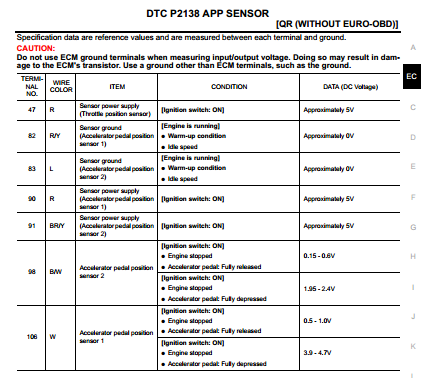 DTC P2138 APP SENSOR
[QR (WITHOUT EURO-OBD)]
Specification data are reference values and are measured between each terminal and ground.
CAUTION:
Do not use ECM ground terminals when measuring input/output voltage. Doing so may result in dam-
age to the ECM's transistor. Use a ground other than ECM terminals, such as the ground.
A
EC
C
D
E
F
G
H
I
J
K
TERMI-
NAL
NO.
WIRE
COLOR
ITEM
CONDITION
DATA (DC Voltage)
47
R
Sensor power supply
(Throttle position sensor)
[Ignition switch: ON]
Approximately 5V
82
R/Y
Sensor ground
(Accelerator pedal position
sensor 1)
[Engine is running]
● Warm-up condition
● Idle speed
Approximately 0V
83
L
Sensor ground
(Accelerator pedal position
sensor 2)
[Engine is running]
● Warm-up condition
● Idle speed
Approximately 0V
90
R
Sensor power supply
(Accelerator pedal position
sensor 1)
[Ignition switch: ON]
Approximately 5V
91
BR/Y
Sensor power supply
(Accelerator pedal position
sensor 2)
[Ignition switch: ON]
Approximately 5V
98
B/W
Accelerator pedal position
sensor 2
[Ignition switch: ON]
● Engine stopped
● Accelerator pedal: Fully released
0.15 - 0.6V
[Ignition switch: ON]
● Engine stopped
● Accelerator pedal: Fully depressed
1.95 - 2.4V
106
W
Accelerator pedal position
sensor 1
[Ignition switch: ON]
● Engine stopped
● Accelerator pedal: Fully released
0.5 - 1.0V
[Ignition switch: ON]
● Engine stopped
● Accelerator pedal: Fully depressed
3.9 - 4.7V